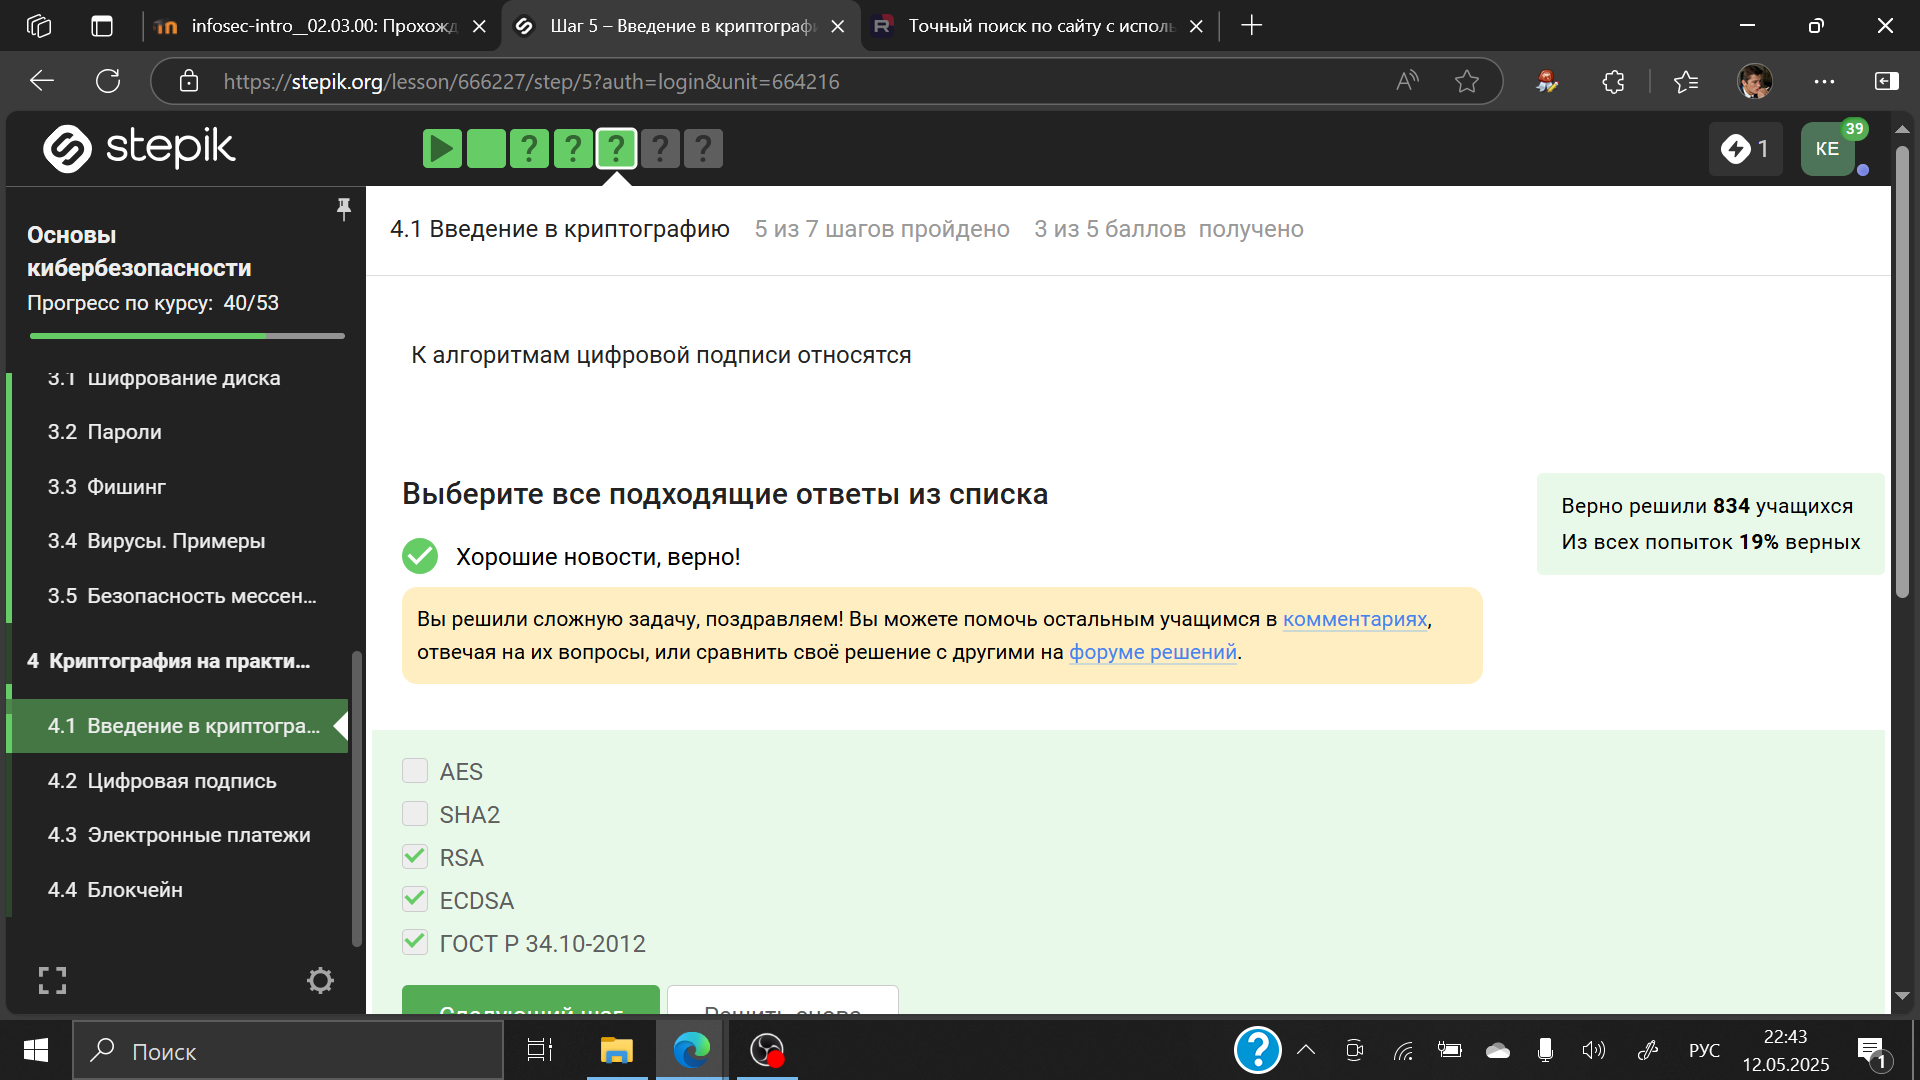 infosec-intro__02.03.00: Прохожд
Шаг 5 – Введение в криптографи
Точный поиск по сайту с исполь
https://stepik.org/lesson/666227/step/5?auth=login&unit=664216
stepik
? ? ? ? ?
1
KE
39
Основы
кибербезопасности
Прогресс по курсу: 40/53
3.1 Шифрование диска
3.2 Пароли
3.3 Фишинг
3.4 Вирусы. Примеры
3.5 Безопасность мессен...
4 Криптография на практи...
4.1 Введение в криптогра...
4.2 Цифровая подпись
4.3 Электронные платежи
4.4 Блокчейн
4.1 Введение в криптографию 5 из 7 шагов пройдено 3 из 5 баллов получено
К алгоритмам цифровой подписи относятся
Выберите все подходящие ответы из списка
Хорошие новости, верно!
Верно решили 834 учащихся
Из всех попыток 19% верных
Вы решили сложную задачу, поздравляем! Вы можете помочь остальным учащимся в комментариях,
отвечая на их вопросы, или сравнить своё решение с другими на форуме решений.
AES
SHA2
RSA
ECDSA
ГОСТ Р 34.10-2012
Следующий шаг
Решить снова
Поиск
РУС
22:43
12.05.2025
1